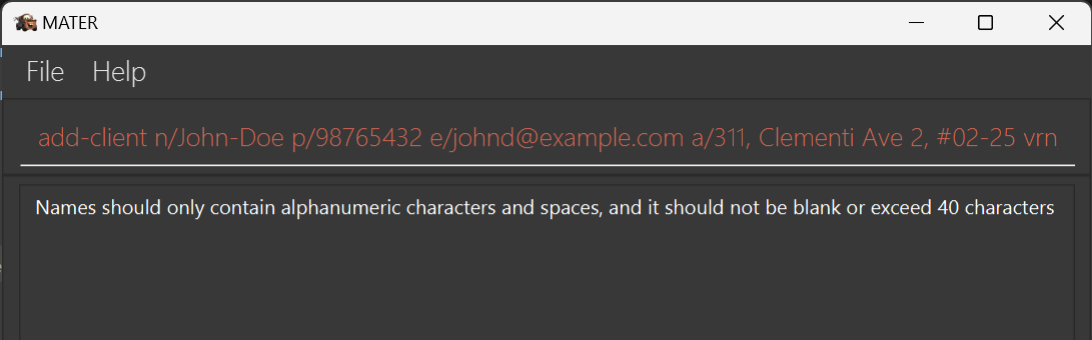 MATER
File Help
add-client n/John-Doe p/98765432 e/johnd@example.com a/311, Clementi Ave 2, #02-25 vrn
Names should only contain alphanumeric characters and spaces, and it should not be blank or exceed 40 characters